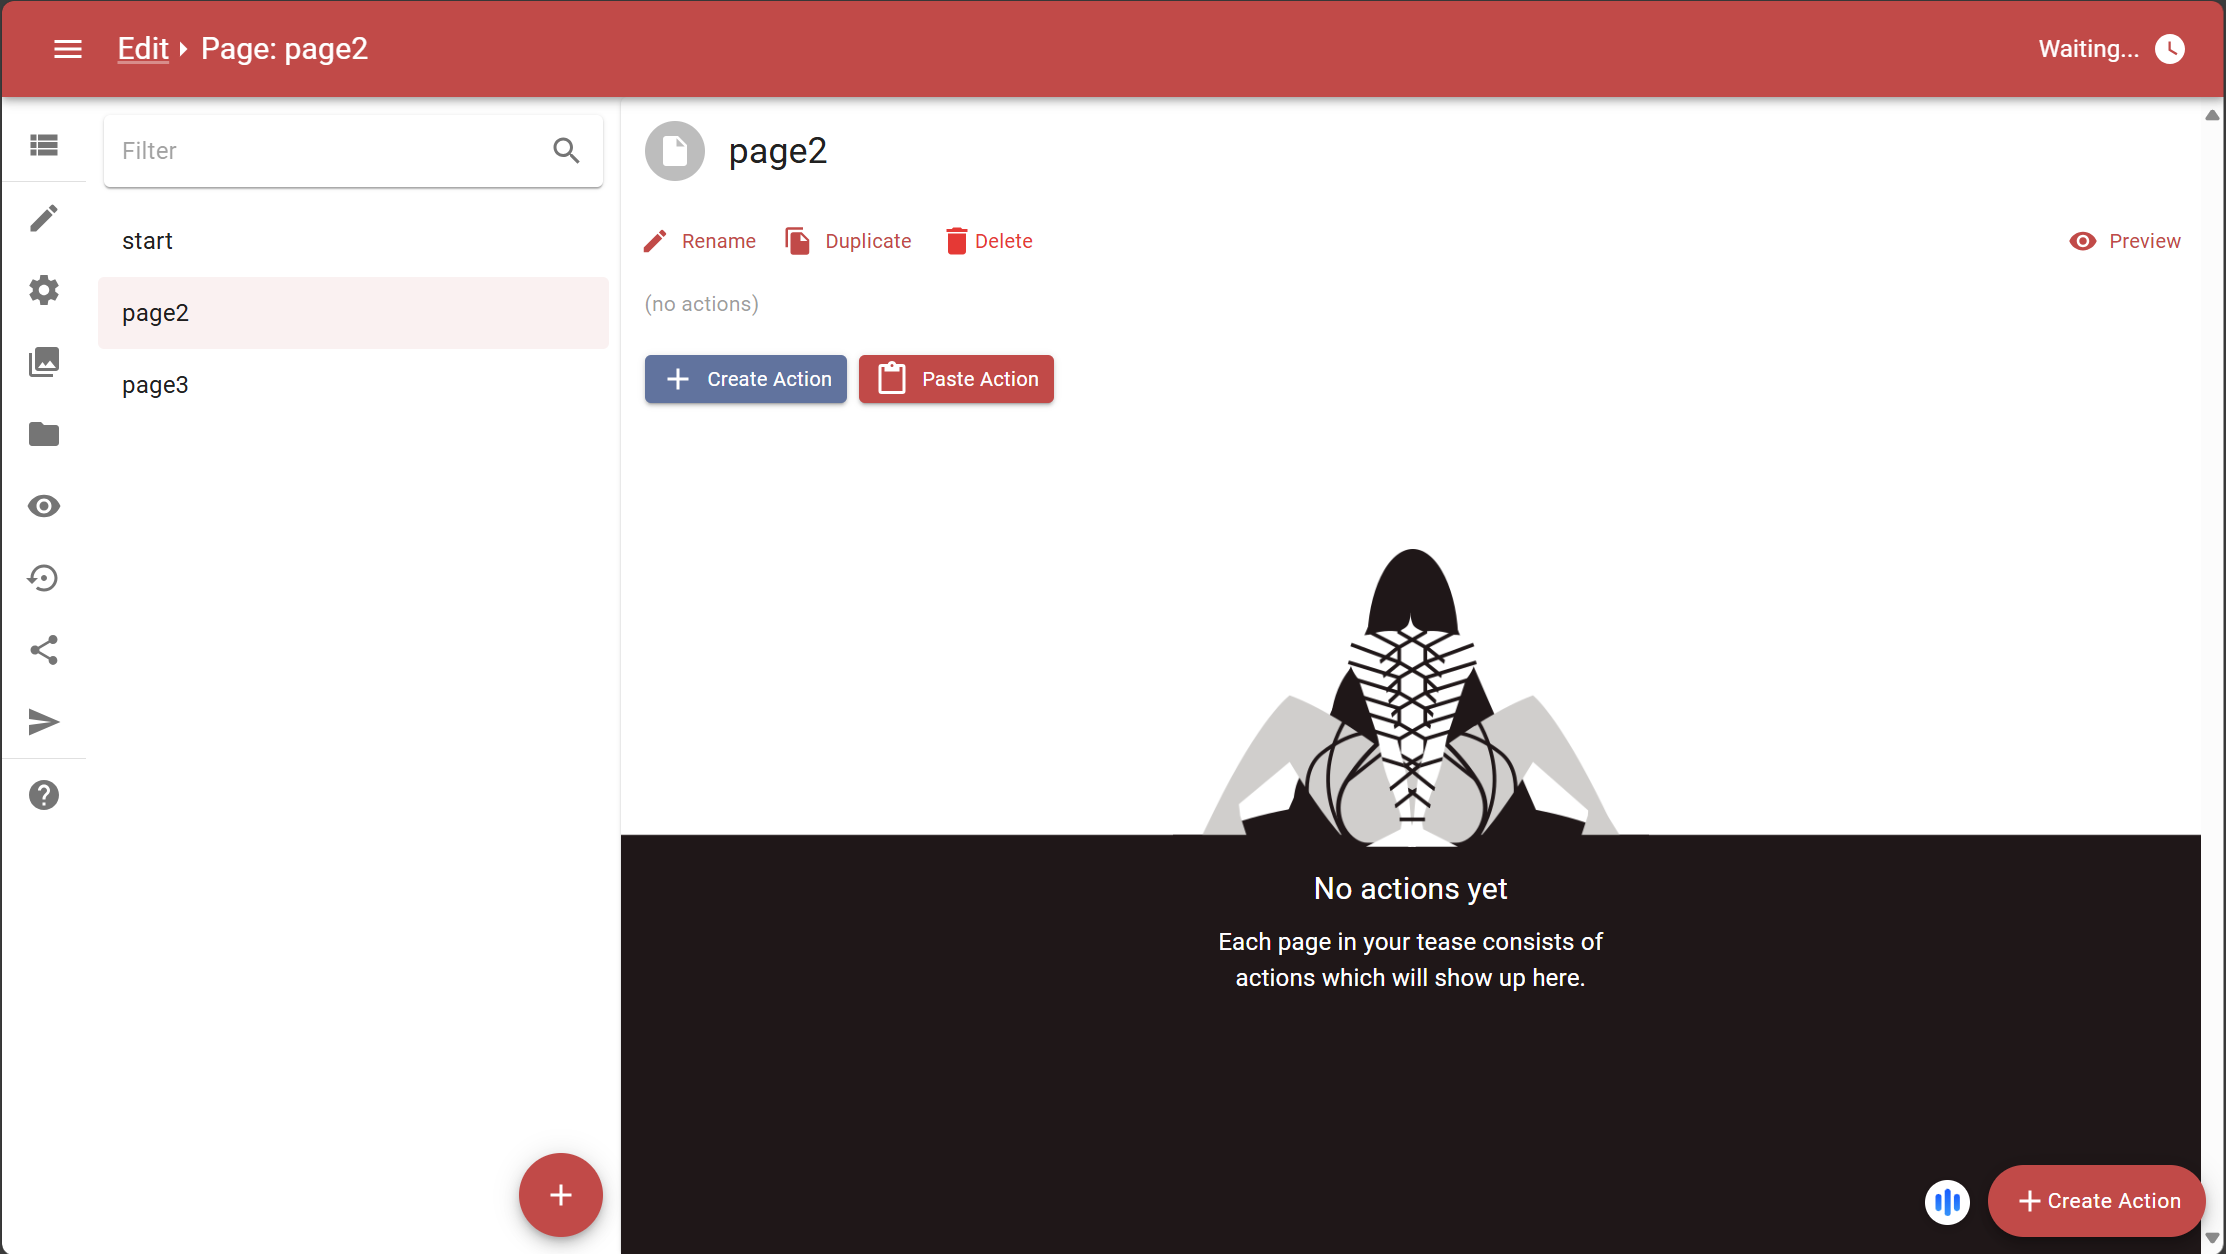 Edit Page: page2
Waiting...
Filter
start
page2
page3
page2
Rename Duplicate Delete Preview
(no actions)
Create Action Paste Action
No actions yet
Each page in your tease consists of
actions which will show up here.
Create Action